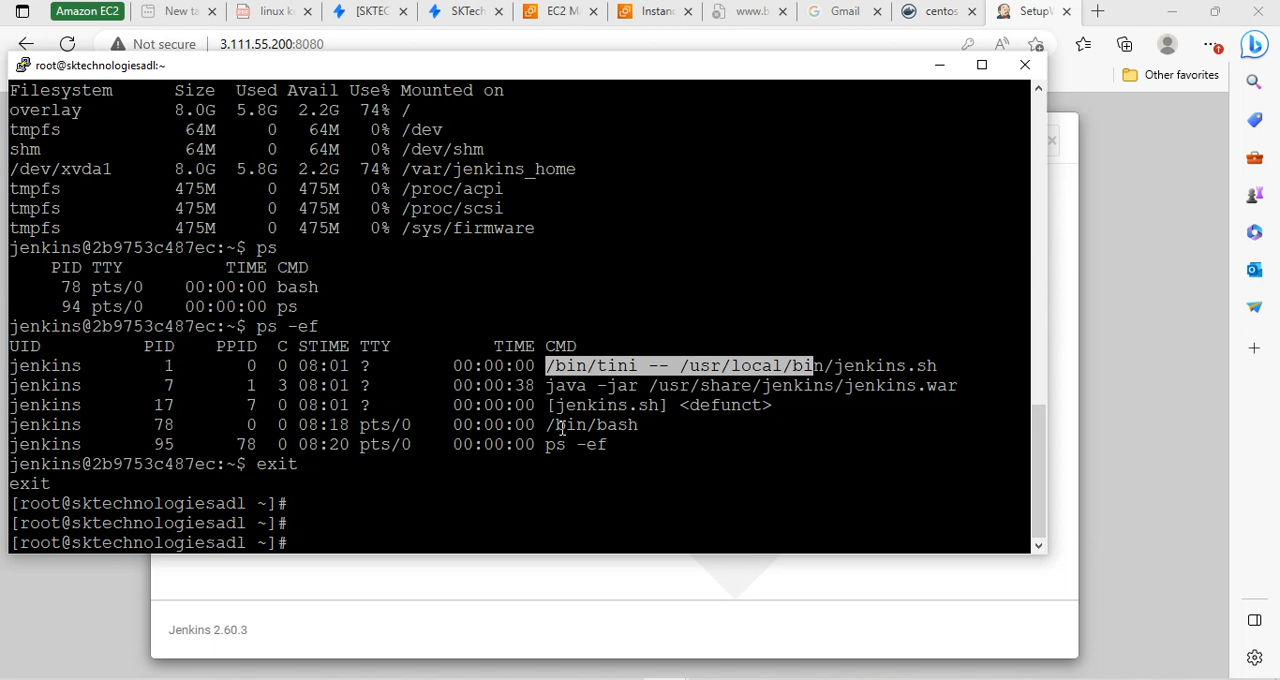 Amazon EC2
New ta
linux k
[SKTEC
SKTech
EC2 M
Instanc
www.b
Gmail
centos
SetupW
Not secure
3.111.55.200:8080
Other favorites
root@sktechnologiesadl:~
Filesystem Size Used Avail Use% Mounted on
overlay 8.0G 5.8G 2.2G 74% /
tmpfs 64M 0 64M 0% /dev
shm 64M 0 64M 0% /dev/shm
/dev/xvda1 8.0G 5.8G 2.2G 74% /var/jenkins_home
tmpfs 475M 0 475M 0% /proc/acpi
tmpfs 475M 0 475M 0% /proc/scsi
tmpfs 475M 0 475M 0% /sys/firmware
jenkins@2b9753c487ec:~$ ps
PID TTY TIME CMD
78 pts/0 00:00:00 bash
94 pts/0 00:00:00 ps
jenkins@2b9753c487ec:~$ ps -ef
UID PID PPID C STIME TTY TIME CMD
jenkins 1 0 0 08:01 ? 00:00:00 /bin/tini -- /usr/local/bin/jenkins.sh
jenkins 7 1 3 08:01 ? 00:00:38 java -jar /usr/share/jenkins/jenkins.war
jenkins 17 7 0 08:01 ? 00:00:00 [jenkins.sh] <defunct>
jenkins 78 0 0 08:18 pts/0 00:00:00 /bin/bash
jenkins 95 78 0 08:20 pts/0 00:00:00 ps -ef
jenkins@2b9753c487ec:~$ exit
exit
[root@sktechnologiesadl ~]#
[root@sktechnologiesadl ~]#
[root@sktechnologiesadl ~]#
Jenkins 2.60.3